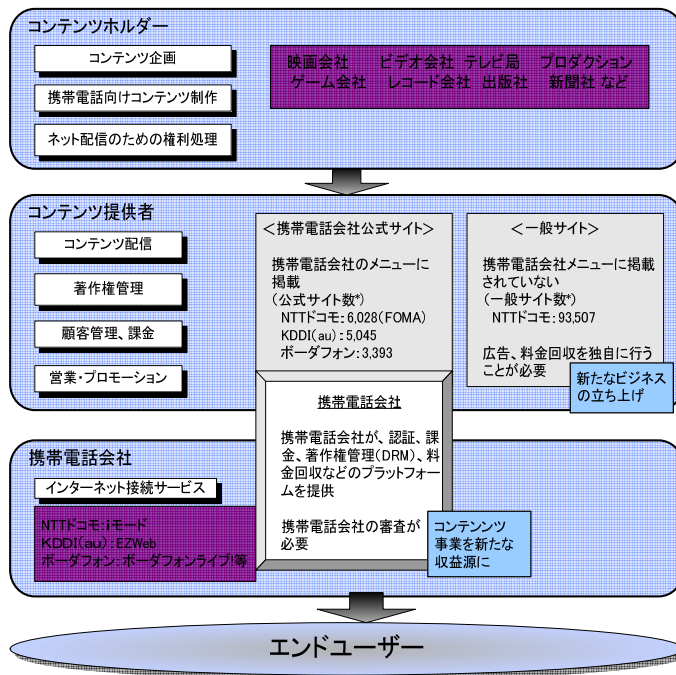 コンテンツホルダー
コンテンツ企画
携帯電話向けコンテンツ制作
ネット配信のための権利処理
映画会社　ビデオ会社 テレビ局　プロダクション
ゲーム会社　レコード会社 出版社　新聞社 など
コンテンツ提供者
コンテンツ配信
著作権管理
顧客管理、課金
営業・プロモーション
＜携帯電話会社公式サイト＞
携帯電話会社のメニューに
掲載
(公式サイト数*)
NTTドコモ:6,028(FOMA)
KDDI(au):5,045
ボーダフォン:3,393
＜一般サイト＞
携帯電話会社メニューに掲載
されていない
(一般サイト数*)
NTTドコモ:93,507
広告、料金回収を独自に行う
ことが必要
新たなビジネス
の立ち上げ
携帯電話会社
携帯電話会社が、認証、課
金、著作権管理(DRM)、料
金回収などのプラットフォー
ムを提供
携帯電話会社の審査が
必要
コンテンンツ
事業を新たな
収益源に
携帯電話会社
インターネット接続サービス
NTTドコモ:iモード
KDDI(au):EZWeb
ボーダフォン:ボーダフォンライブ!等
エンドユーザー